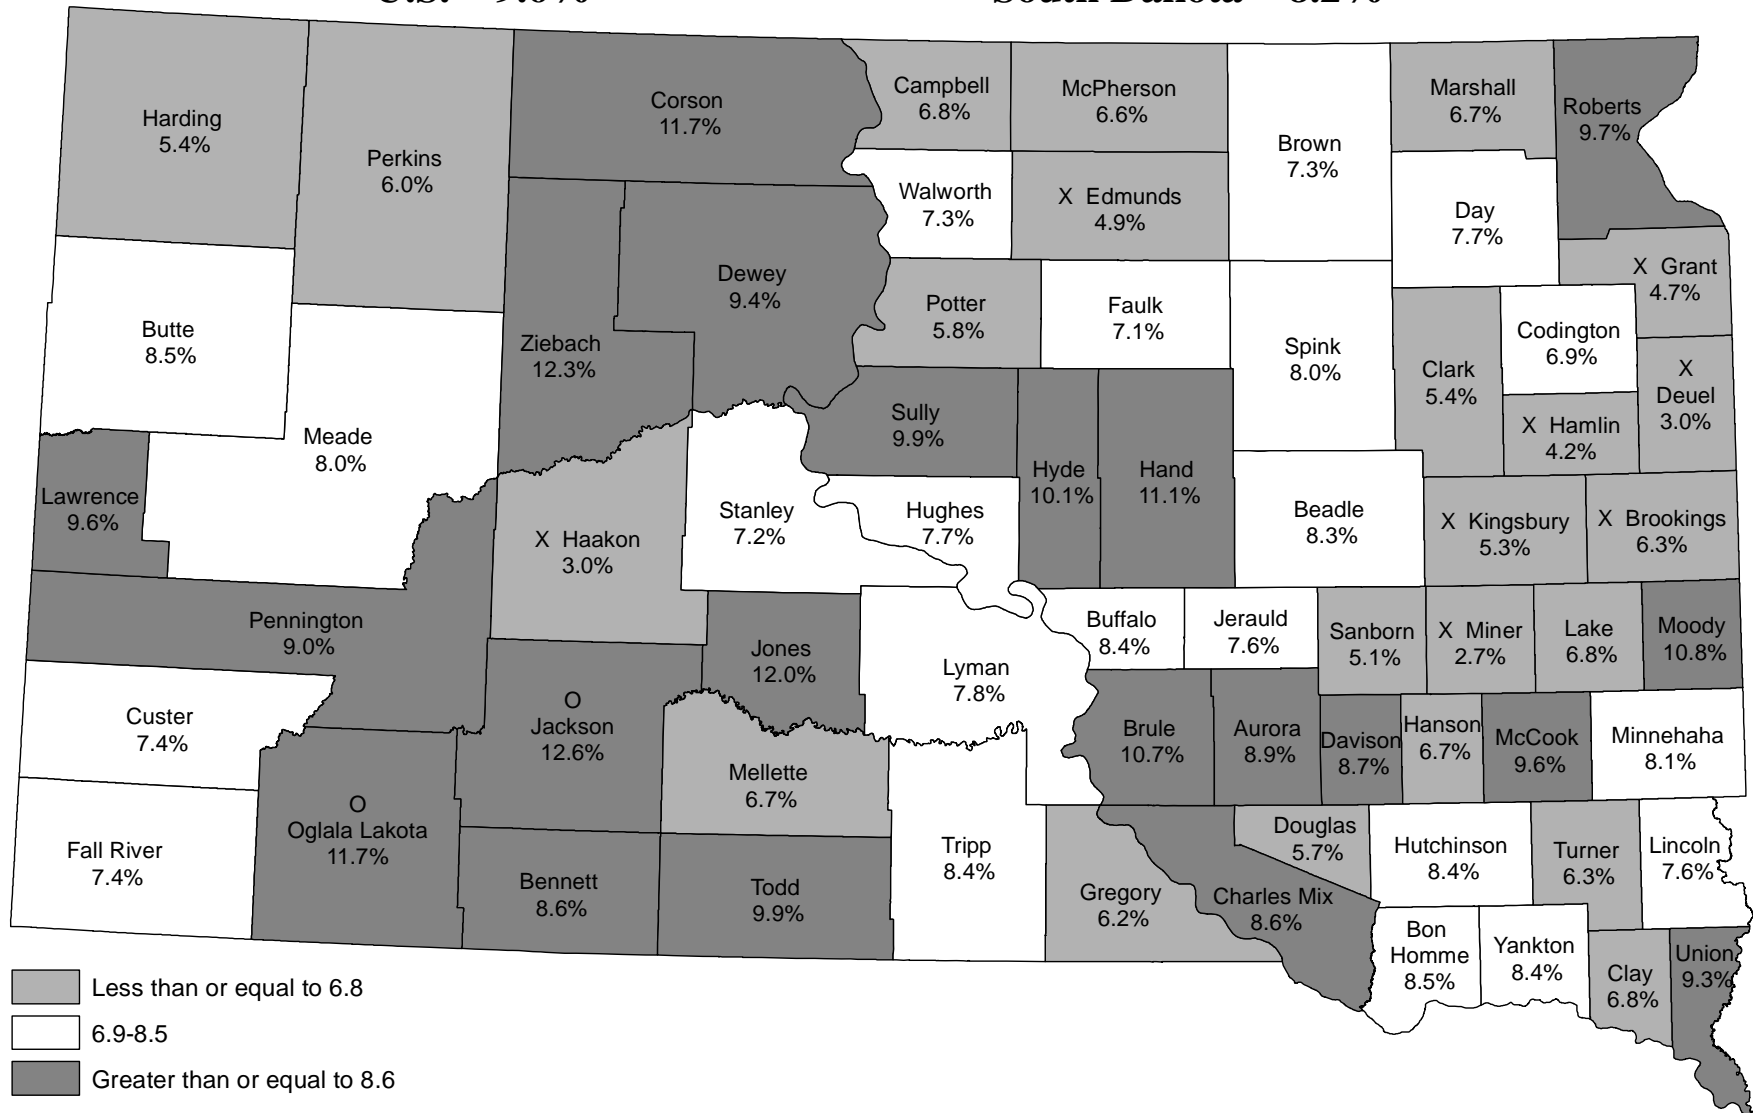 Harding
5.4%
Perkins
6.0%
Corson
11.7%
Campbell
6.8%
McPherson
6.6%
Brown
7.3%
Marshall
6.7%
Roberts
9.7%
Walworth
7.3%
X Edmunds
4.9%
Day
7.7%
X Grant
4.7%
Butte
8.5%
Ziebach
12.3%
Dewey
9.4%
Potter
5.8%
Faulk
7.1%
Spink
8.0%
Clark
5.4%
Codington
6.9%
X
Deuel
3.0%
X Hamlin
4.2%
Meade
8.0%
Lawrence
9.6%
Sully
9.9%
Hyde
10.1%
Hand
11.1%
X Haakon
3.0%
Stanley
7.2%
Hughes
7.7%
Beadle
8.3%
X Kingsbury
5.3%
X Brookings
6.3%
Pennington
9.0%
Jones
12.0%
Lyman
7.8%
Buffalo
8.4%
Jerauld
7.6%
Sanborn
5.1%
X Miner
2.7%
Lake
6.8%
Moody
10.8%
Custer
7.4%
O
Jackson
12.6%
Mellette
6.7%
Brule
10.7%
Aurora
8.9%
Davison
8.7%
Hanson
6.7%
McCook
9.6%
Minnehaha
8.1%
Fall River
7.4%
O
Oglala Lakota
11.7%
Bennett
8.6%
Todd
9.9%
Tripp
8.4%
Gregory
6.2%
Douglas
5.7%
Charles Mix
8.6%
Hutchinson
8.4%
Turner
6.3%
Lincoln
7.6%
Bon
Homme
8.5%
Yankton
8.4%
Clay
6.8%
Union
9.3%
Less than or equal to 6.8
6.9-8.5
Greater than or equal to 8.6